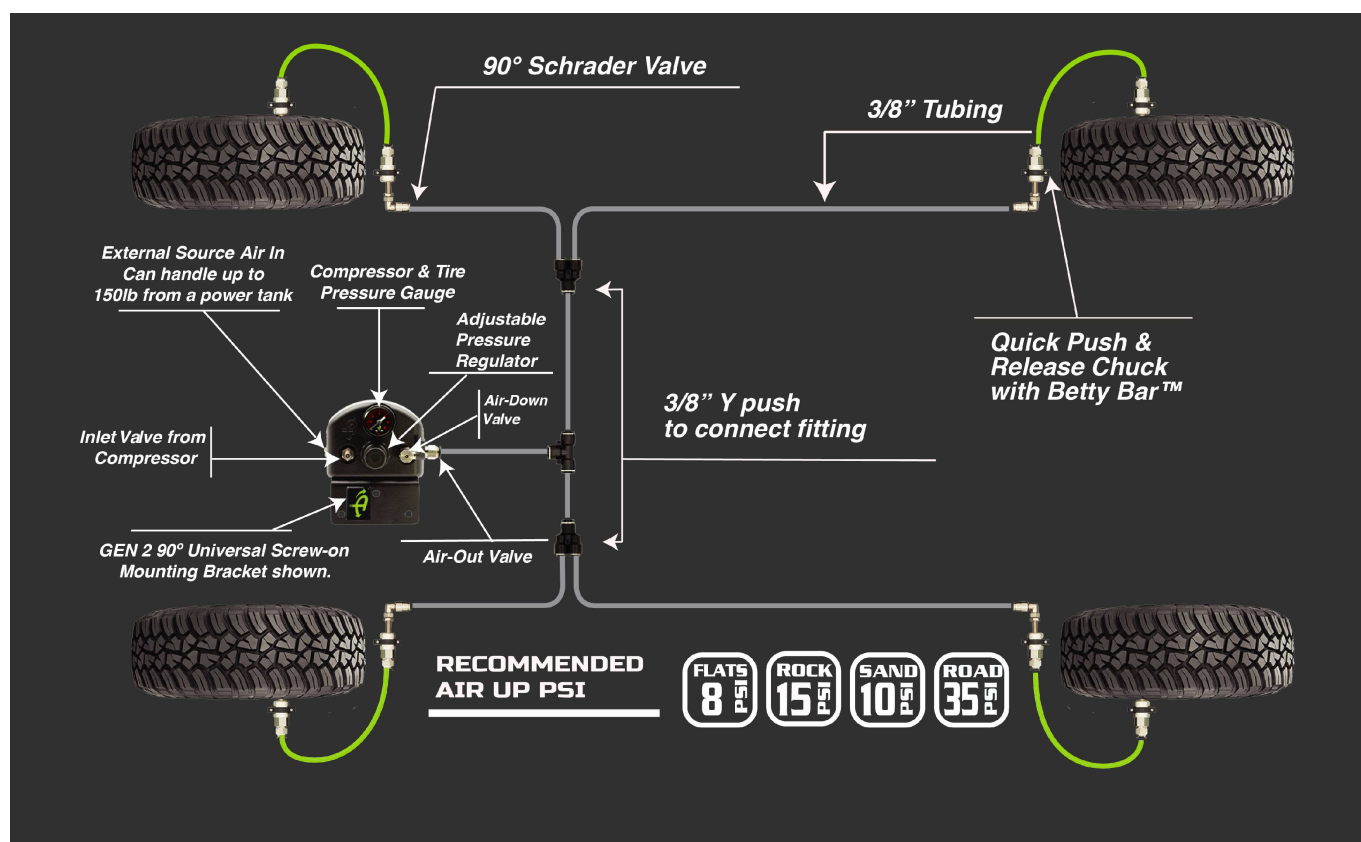 90° Schrader Valve
3/8” Tubing
External Source Air In
Can handle up to
150lb from a power tank
Compressor & Tire
Pressure Gauge
Adjustable
Pressure
Regulator
Air-Down
Valve
Quick Push &
Release Chuck
with Betty Bar™
3/8” Y push
to connect fitting
Inlet Valve from
Compressor
GEN 2 90º Universal Screw-on
Mounting Bracket shown.
Air-Out Valve
RECOMMENDED
AIR UP PSI
FLATS
8 PSI
ROCK
15 PSI
SAND
10 PSI
ROAD
35 PSI